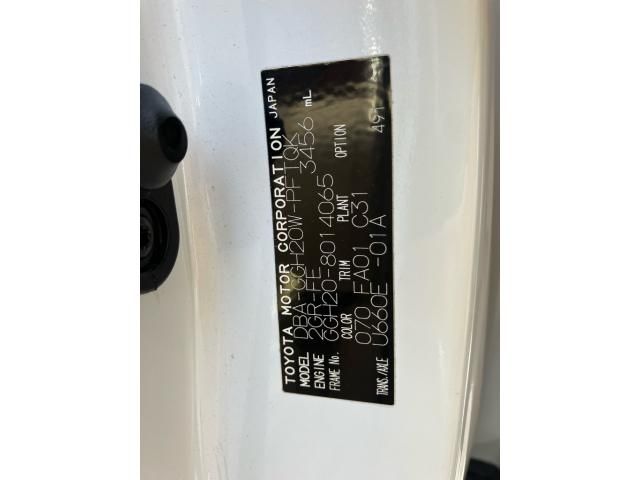 TOYOTA MOTOR CORPORATION JAPAN
MODEL DBA-GGH20W-PFTQK
ENGINE 2GR-FE 3456 mL
FRAME No. GGH20-8014065
COLOR TRIM PLANT OPTION
070 FA01 C31 491
TRANS./AXLE U660E -01A